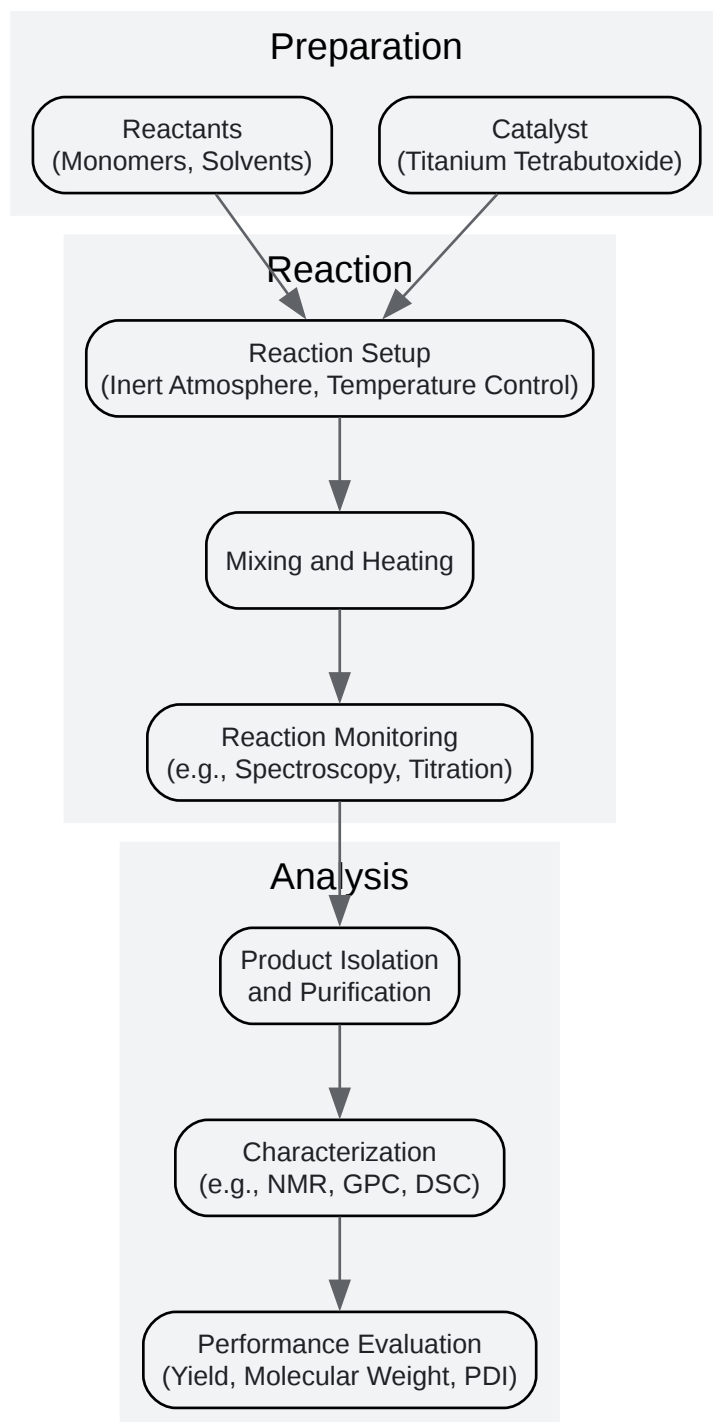 Preparation
Reactants
(Monomers, Solvents)
Catalyst
(Titanium Tetrabutoxide)
Reaction
Reaction Setup
(Inert Atmosphere, Temperature Control)
Mixing and Heating
Reaction Monitoring
(e.g., Spectroscopy, Titration)
Analysis
Product Isolation
and Purification
Characterization
(e.g., NMR, GPC, DSC)
Performance Evaluation
(Yield, Molecular Weight, PDI)